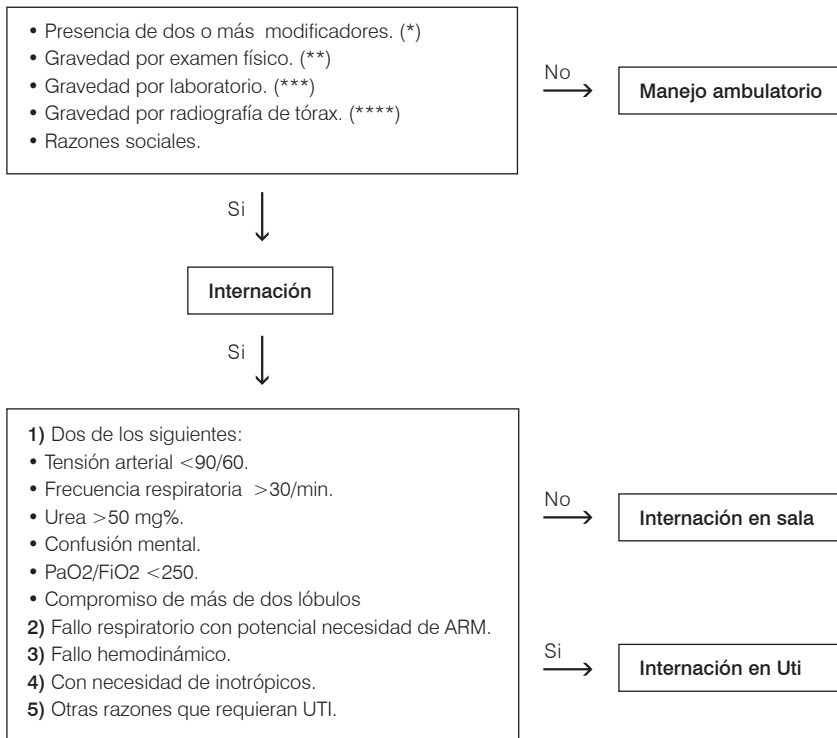 • Presencia de dos o más modificadores. (*)
• Gravedad por examen físico. (**)
• Gravedad por laboratorio. (***)
• Gravedad por radiografía de tórax. (****)
• Razones sociales.
No
Manejo ambulatorio
Si
Internación
Si
1) Dos de los siguientes:
• Tensión arterial <90/60.
• Frecuencia respiratoria >30/min.
• Urea >50 mg%.
• Confusión mental.
• PaO2/FiO2 <250.
• Compromiso de más de dos lóbulos
2) Fallo respiratorio con potencial necesidad de ARM.
3) Fallo hemodinámico.
4) Con necesidad de inotrópicos.
5) Otras razones que requieran UTI.
No
Internación en sala
Si
Internación en Uti